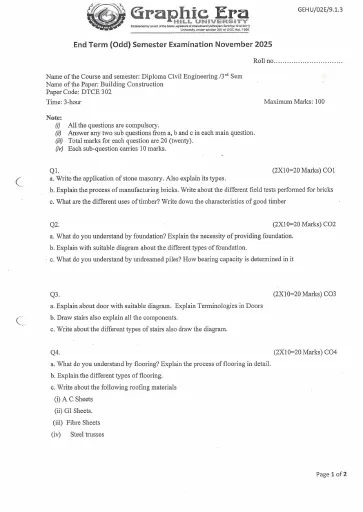 GEHU/02E/9.1.3
Graphic Era
HILL UNIVERSITY
End Term (Odd) Semester Examination November 2025
Roll no..............................
Name of the Course and semester: Diploma Civil Engineering /3rd Sem
Name of the Paper: Building Construction
Paper Code: DTCE 302
Time: 3-hour Maximum Marks: 100
Note:
(i) All the questions are compulsory.
(ii) Answer any two sub questions from a, b and c in each main question.
(iii) Total marks for each question are 20 (twenty).
(iv) Each sub-question carries 10 marks.
Q1. (2X10=20 Marks) CO1
a. Write the application of stone masonry. Also explain its types.
b. Explain the process of manufacturing bricks. Write about the different field tests performed for bricks
c. What are the different uses of timber? Write down the characteristics of good timber
Q2. (2X10=20 Marks) CO2
a. What do you understand by foundation? Explain the necessity of providing foundation.
b. Explain with suitable diagram about the different types of foundation.
c. What do you understand by undreamed piles? How bearing capacity is determined in it
Q3. (2X10=20 Marks) CO3
a. Explain about door with suitable diagram. Explain Terminologies in Doors
b. Draw stairs also explain all the components.
c. Write about the different types of stairs also draw the diagram.
Q4. (2X10=20 Marks) CO4
a. What do you understand by flooring? Explain the process of flooring in detail.
b. Explain the different types of flooring.
c. Write about the following roofing materials
(i) A C Sheets
(ii) GI Sheets.
(iii) Fibre Sheets
(iv) Steel trusses
Page 1 of 2